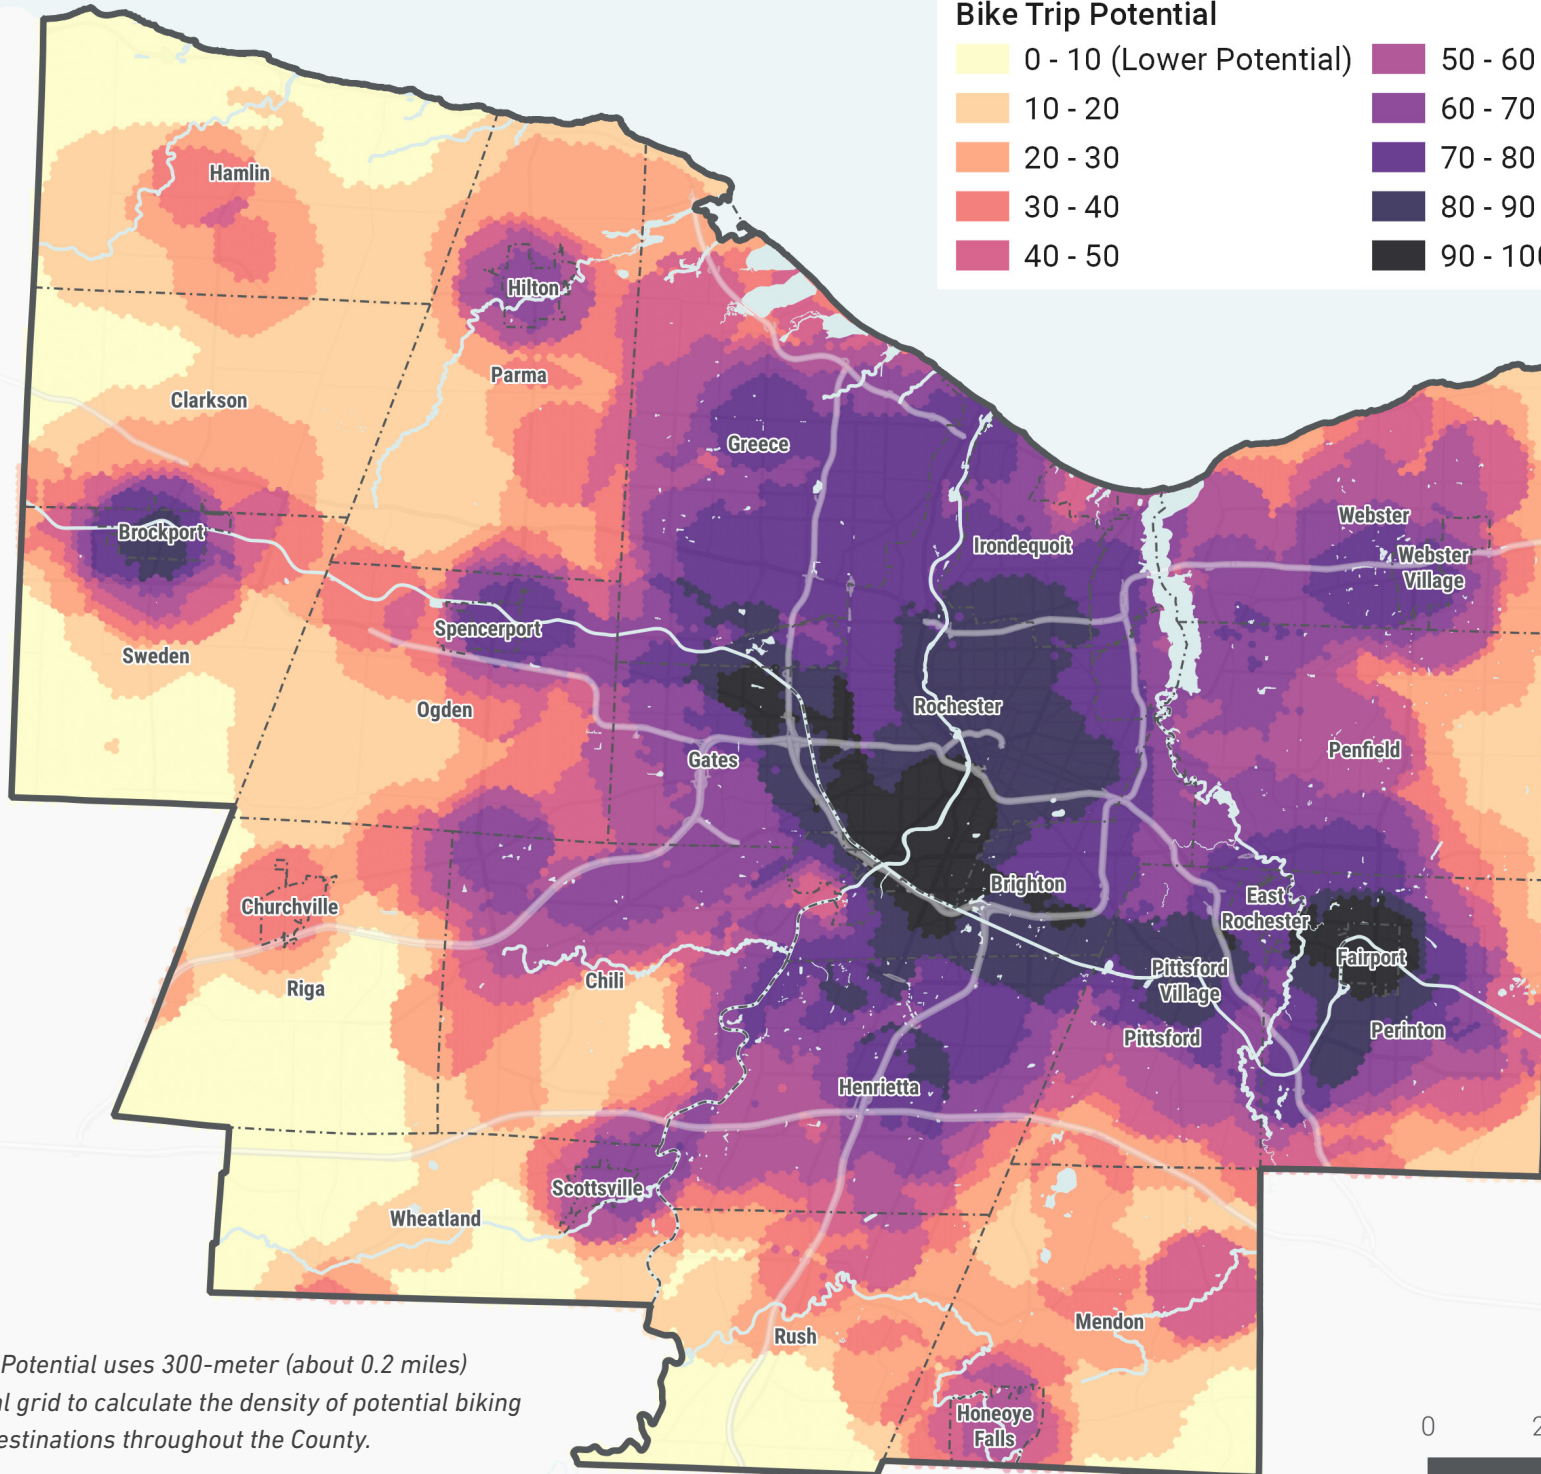 Bike Trip Potential
0 - 10 (Lower Potential)
10 - 20
20 - 30
30 - 40
40 - 50
50 - 60
60 - 70
70 - 80
80 - 90
90 - 100
Hamlin
Hilton
Parma
Clarkson
Greece
Brockport
Irondequoit
Webster
Webster
Village
Spencerport
Sweden
Ogden
Rochester
Gates
Penfield
Brighton
East
Rochester
Churchville
Fairport
Riga
Chili
Pittsford
Village
Pittsford
Perinton
Henrietta
Scottsville
Wheatland
Rush
Mendon
Honeoye
Falls
Potential uses 300-meter (about 0.2 miles)
l grid to calculate the density of potential biking
estinations throughout the County.
0 2